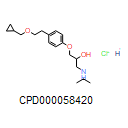 O
O
OH
N
Cl⁻ H⁺
CPD000058420